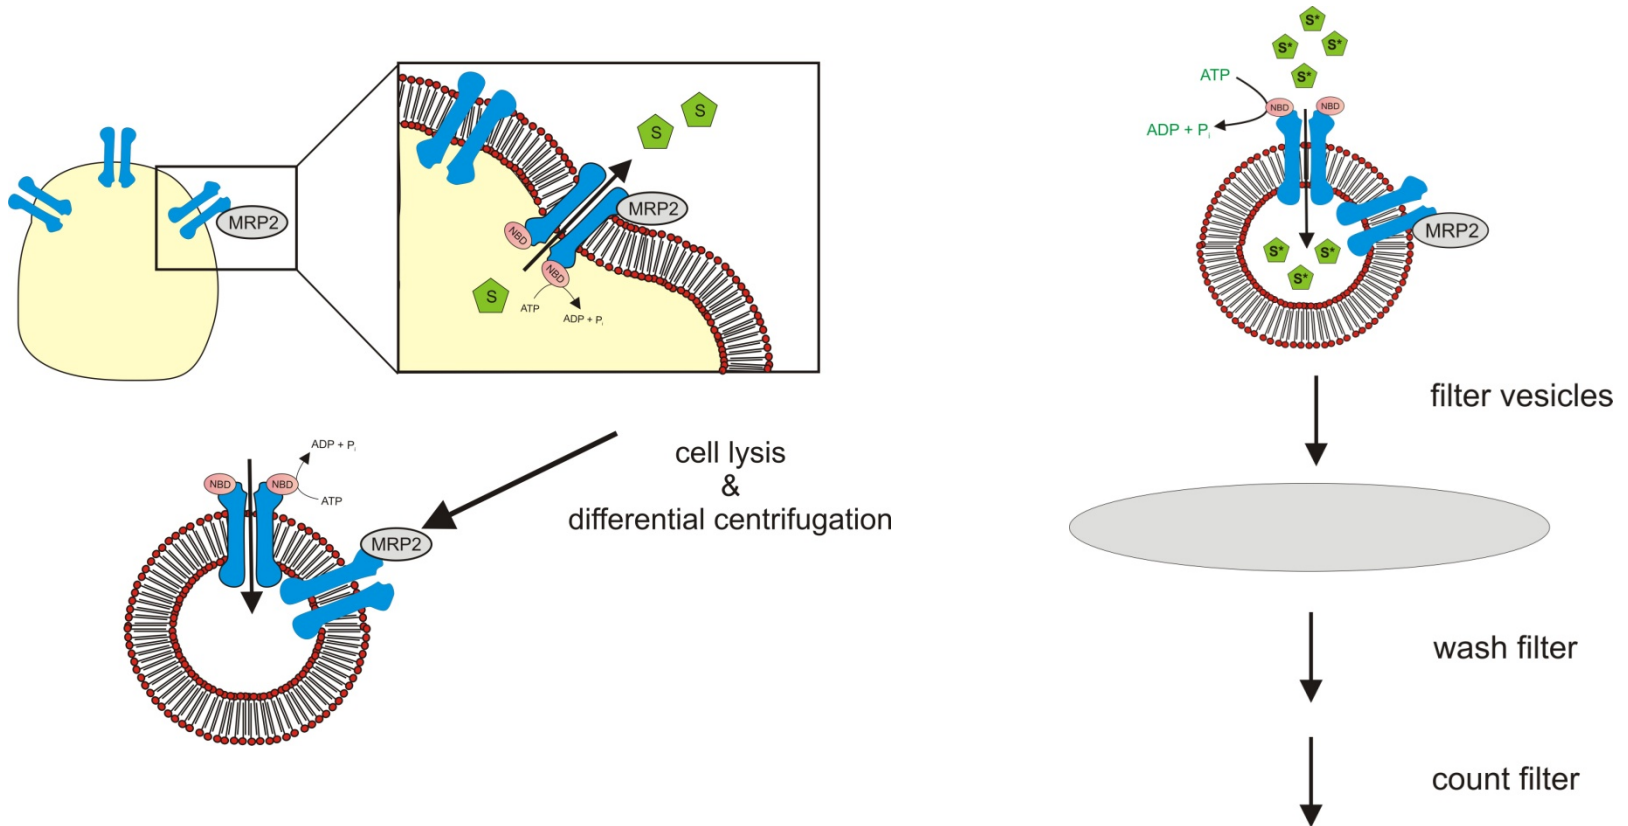 MRP2
S
S
MRP2
NBD
NBD
S
ATP
ADP + Pi
cell lysis
&
differential centrifugation
ADP + Pi
NBD
NBD
ATP
MRP2
S*
S*
S*
S*
ATP
NBD
NBD
ADP + Pi
MRP2
S*
S*
S*
filter vesicles
wash filter
count filter